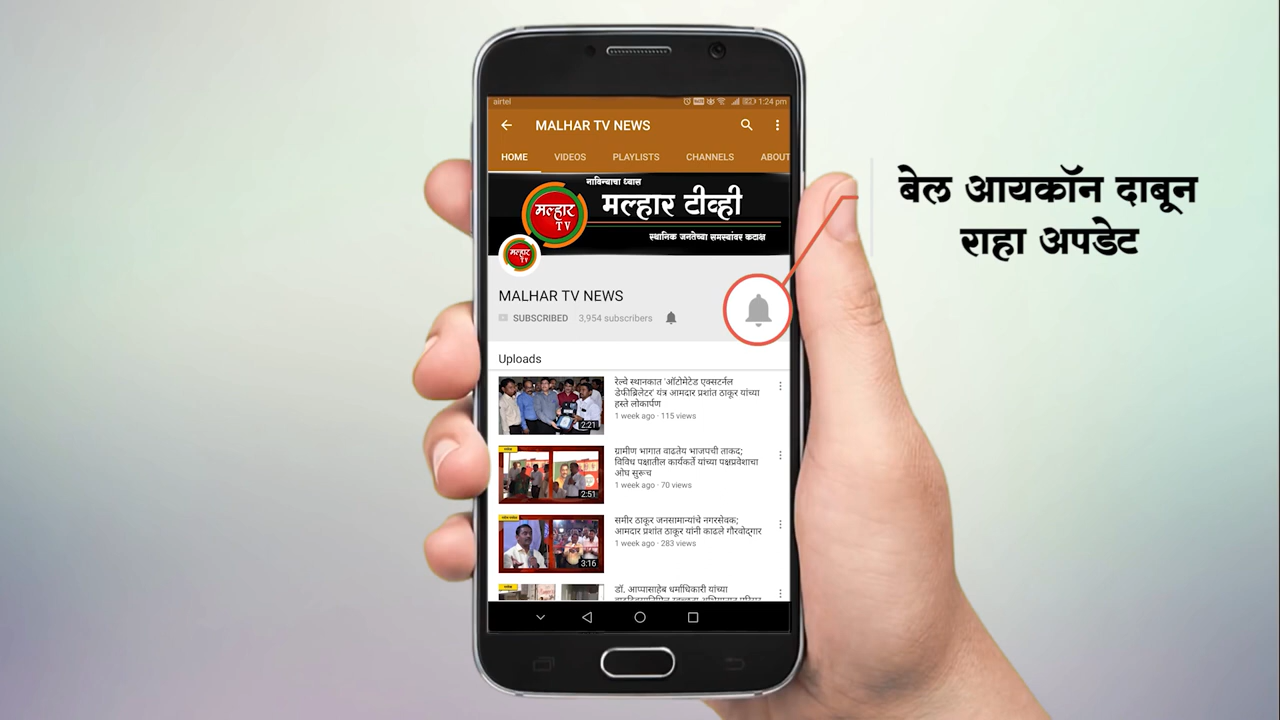 airtel
1:24 pm
MALHAR TV NEWS
HOME VIDEOS PLAYLISTS CHANNELS ABOUT
नाविन्याचा ध्यास
मल्हार टीव्ही
मल्हार
TV
स्थानिक जनतेच्या समस्यांवर कटाक्ष
मल्हार
TV
MALHAR TV NEWS
SUBSCRIBED 3,954 subscribers
Uploads
रेल्वे स्थानकात 'ऑटोमेटेड एक्सटर्नल
डेफीब्रिलेटर' यंत्र आमदार प्रशांत ठाकूर यांच्या
हस्ते लोकार्पण
1 week ago · 115 views
2:21
ग्रामीण भागात वाढतेय भाजपची ताकद;
विविध पक्षातील कार्यकर्ते यांच्या पक्षप्रवेशाचा
ओघ सुरूच
1 week ago · 70 views
2:51
समीर ठाकूर जनसामान्यांचे नगरसेवक;
आमदार प्रशांत ठाकूर यांनी काढले गौरवोद्गार
1 week ago · 283 views
3:16
डॉ. आप्पासाहेब धर्माधिकारी यांच्या
बेल आयकॉन दाबून
राहा अपडेट